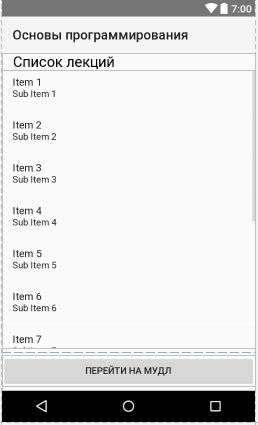 7:00
Основы программирования
Список лекций
Item 1
Sub Item 1
Item 2
Sub Item 2
Item 3
Sub Item 3
Item 4
Sub Item 4
Item 5
Sub Item 5
Item 6
Sub Item 6
Item 7
ПЕРЕЙТИ НА МУДЛ